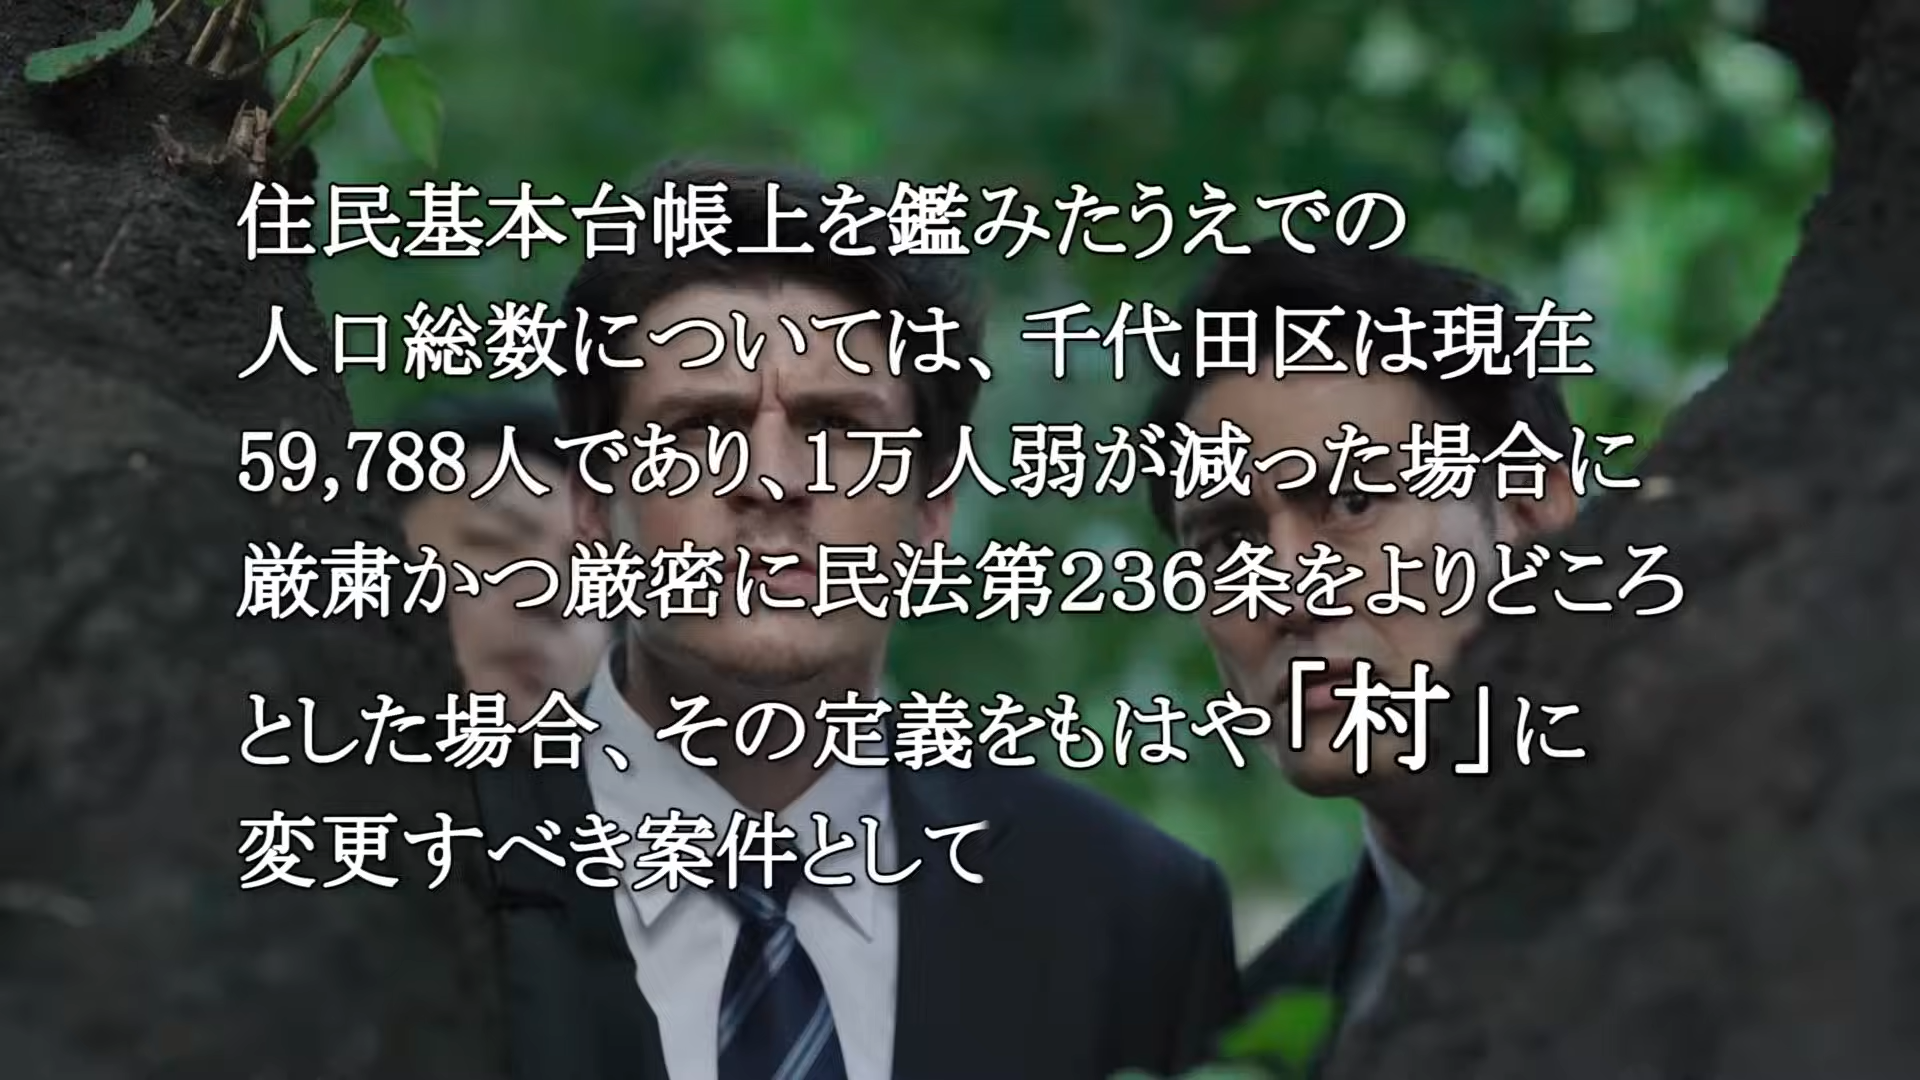 住民基本台帳上を鑑みたうえでの
人口総数については、千代田区は現在
59,788人であり、1万人弱が減った場合に
厳粛かつ厳密に民法第236条をよりどころ
とした場合、その定義をもはや「村」に
変更すべき案件として